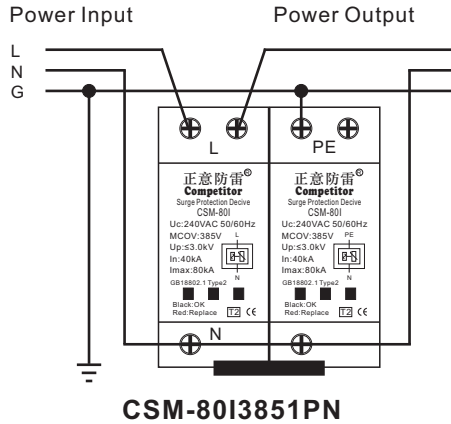 Power Input Power Output
L
N
G
L PE
正意防雷®
Competitor
Surge Protection Decive
CSM-80I
Uc:240VAC 50/60Hz
MCOV:385V
Up:≤3.0kV
In:40kA
Imax:80kA
L
N
GB18802.1 Type2
Black:OK
Red:Replace
T2 CE
正意防雷®
Competitor
Surge Protection Decive
CSM-80I
Uc:240VAC 50/60Hz
MCOV:385V
Up:≤3.0kV
In:40kA
Imax:80kA
PE
N
GB18802.1 Type2
Black:OK
Red:Replace
T2 CE
N
CSM-80I3851PN